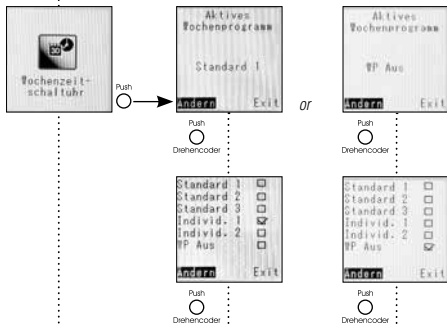 Wochenzeit-
schaltuhr
Push
Aktives
Wochenprogramm
Standard 1
Ändern Exit
or
Aktives
Wochenprogramm
WP Aus
Ändern Exit
Push
Drehencoder
Push
Drehencoder
Standard 1
Standard 2
Standard 3
Individ. 1
Individ. 2
WP Aus
Ändern Exit
Standard 1
Standard 2
Standard 3
Individ. 1
Individ. 2
WP Aus
Ändern Exit
Push
Drehencoder
Push
Drehencoder